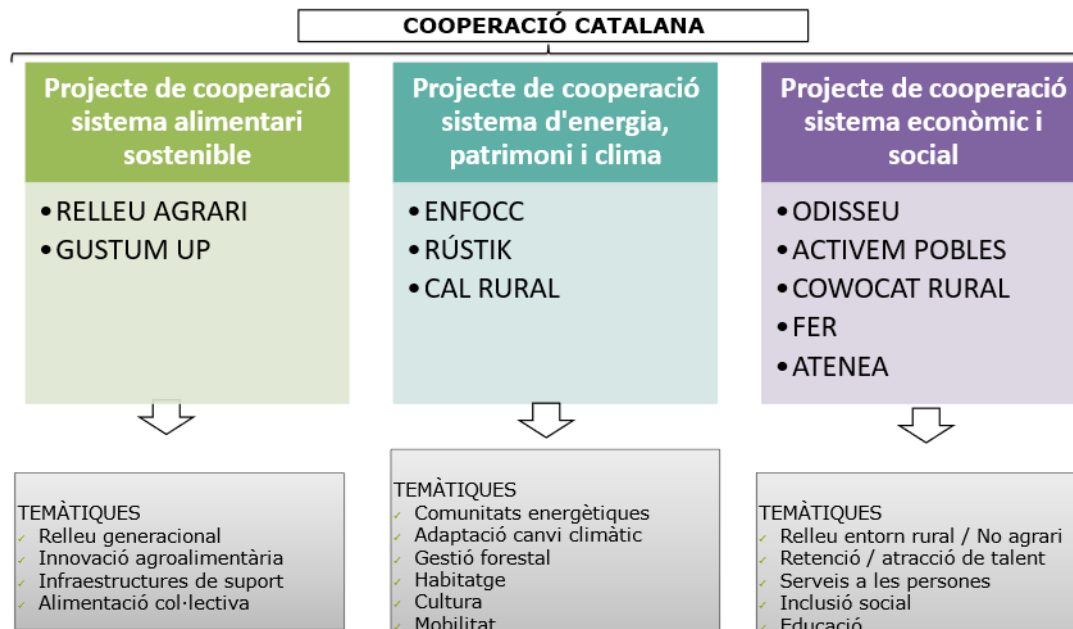 COOPERACIÓ CATALANA
Projecte de cooperació
sistema alimentari
sostenible
• RELLEU AGRARI
• GUSTUM UP
TEMÀTIQUES
✓ Relleu generacional
✓ Innovació agroalimentària
✓ Infraestructures de suport
✓ Alimentació col·lectiva
Projecte de cooperació
sistema d'energia,
patrimoni i clima
• ENFOCC
• RÚSTIK
• CAL RURAL
TEMÀTIQUES
✓ Comunitats energètiques
✓ Adaptació canvi climàtic
✓ Gestió forestal
✓ Habitatge
✓ Cultura
✓ Mobilitat
Projecte de cooperació
sistema econòmic i
social
• ODISSEU
• ACTIVEM POBLES
• COWOCAT RURAL
• FER
• ATENEA
TEMÀTIQUES
✓ Relleu entorn rural / No agrari
✓ Retenció / atracció de talent
✓ Serveis a les persones
✓ Inclusió social
✓ Educació